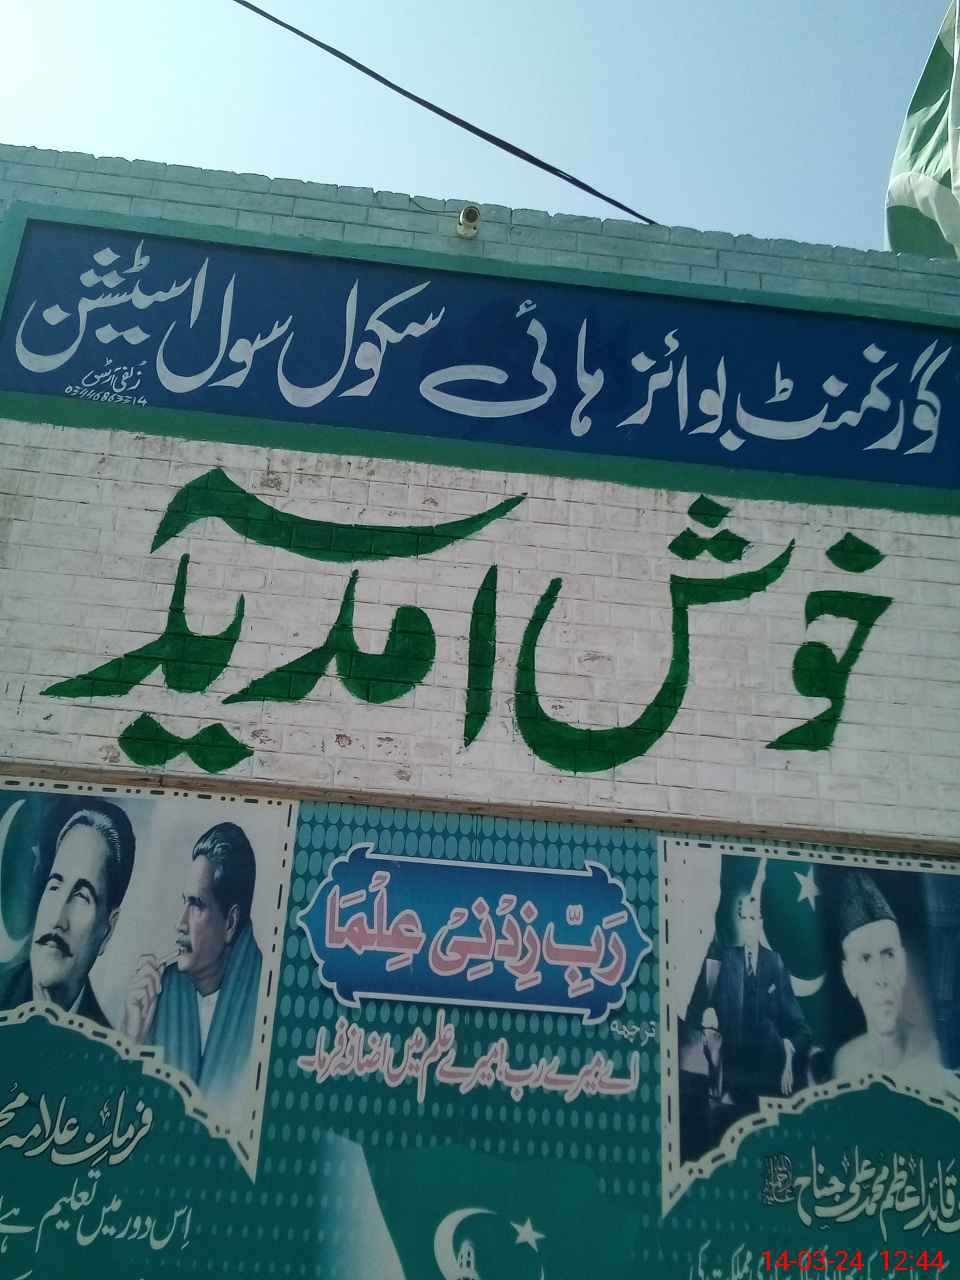 گورنمنٹ بوائز ہائی سکول سول اسٹیشن
زلفی آرٹس
خوش آمدید
رَبِّ زِدْنِیْ عِلْمَا
ترجمہ
اے میرے رب! میرے علم میں اضافہ فرما۔
فرمان علامہ
اِس دور میں تعلیم ہے
قائد اعظم محمد علی جناح
14-03-24 12:44